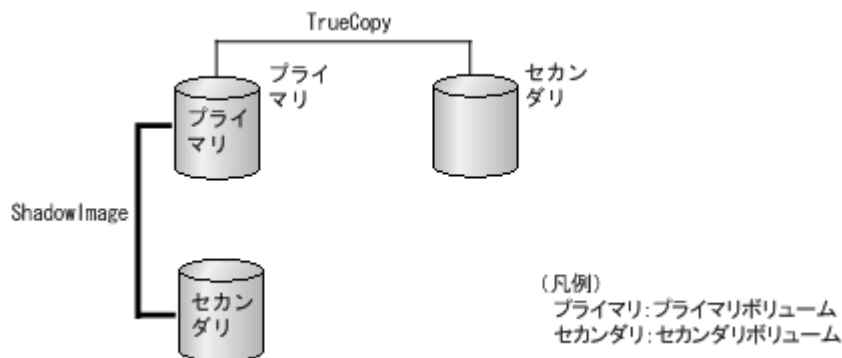 TrueCopy
プライ
マリ
セカン
ダリ
プライ
マリ
ShadowImage
セカン
ダリ
(凡例)
プライマリ:プライマリボリューム
セカンダリ:セカンダリボリューム